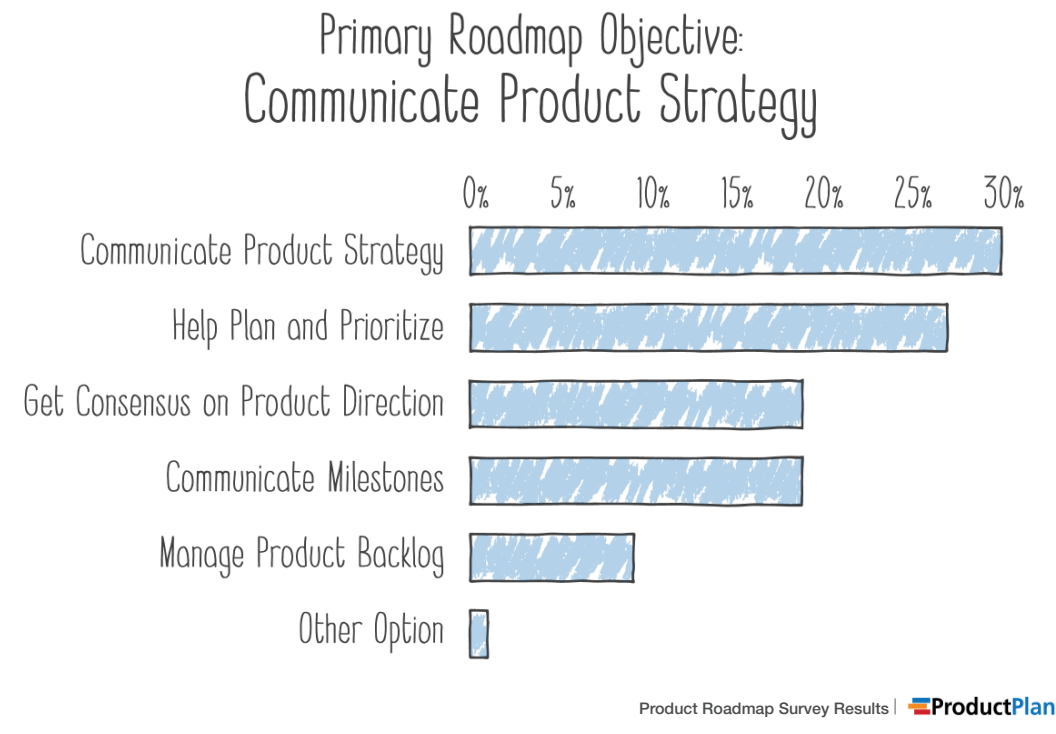 Primary Roadmap Objective:
Communicate Product Strategy
0% 5% 10% 15% 20% 25% 30%
Communicate Product Strategy
Help Plan and Prioritize
Get Consensus on Product Direction
Communicate Milestones
Manage Product Backlog
Other Option
Product Roadmap Survey Results | ProductPlan